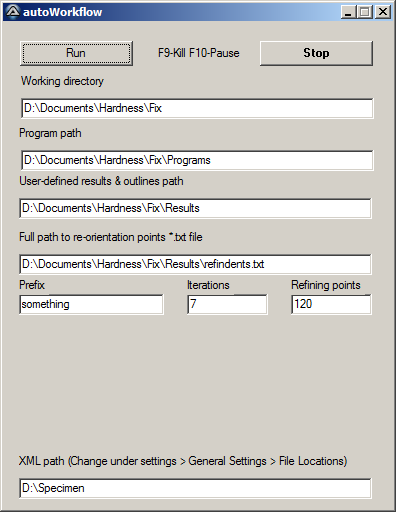 autoWorkflow
Run F9-Kill F10-Pause Stop
Working directory
D:\Documents\Hardness\Fix
Program path
D:\Documents\Hardness\Fix\Programs
User-defined results & outlines path
D:\Documents\Hardness\Fix\Results
Full path to re-orientation points *.txt file
D:\Documents\Hardness\Fix\Results\refindents.txt
Prefix Iterations Refining points
something 7 120
XML path (Change under settings > General Settings > File Locations)
D:\Specimen